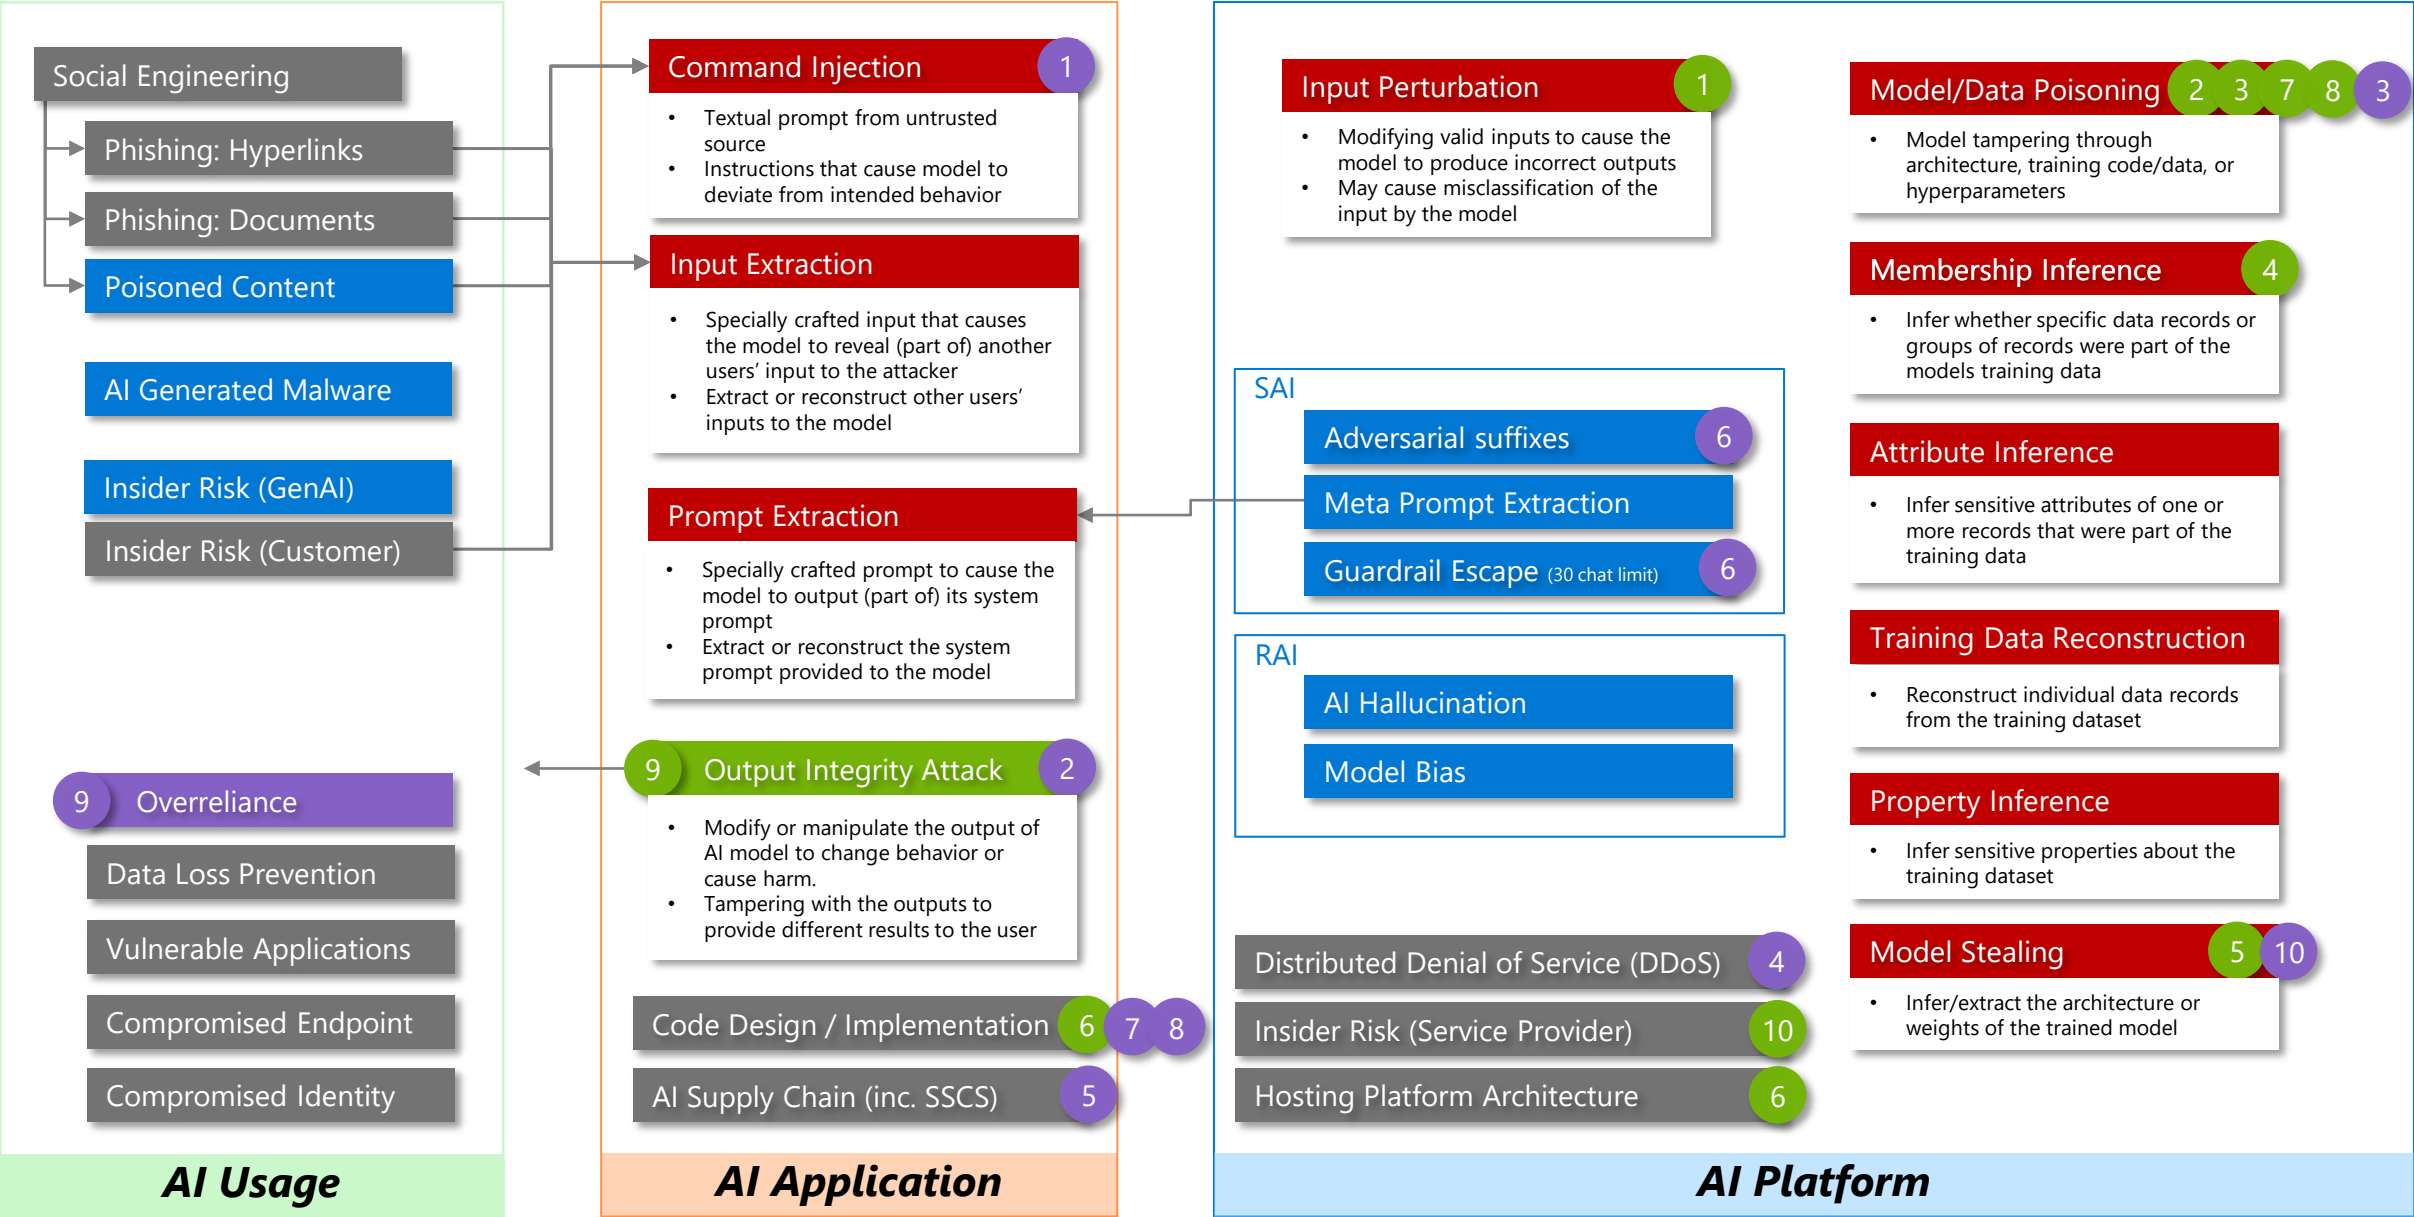 Social Engineering
Phishing: Hyperlinks
Phishing: Documents
Poisoned Content
AI Generated Malware
Insider Risk (GenAI)
Insider Risk (Customer)
9 Overreliance
Data Loss Prevention
Vulnerable Applications
Compromised Endpoint
Compromised Identity
AI Usage
Command Injection 1
• Textual prompt from untrusted
source
• Instructions that cause model to
deviate from intended behavior
Input Extraction
• Specially crafted input that causes
the model to reveal (part of) another
users’ input to the attacker
• Extract or reconstruct other users’
inputs to the model
Prompt Extraction
• Specially crafted prompt to cause the
model to output (part of) its system
prompt
• Extract or reconstruct the system
prompt provided to the model
9 Output Integrity Attack 2
• Modify or manipulate the output of
AI model to change behavior or
cause harm.
• Tampering with the outputs to
provide different results to the user
Code Design / Implementation 6 7 8
AI Supply Chain (inc. SSCS) 5
AI Application
Input Perturbation 1
• Modifying valid inputs to cause the
model to produce incorrect outputs
• May cause misclassification of the
input by the model
SAI
Adversarial suffixes 6
Meta Prompt Extraction
Guardrail Escape (30 chat limit) 6
RAI
AI Hallucination
Model Bias
Distributed Denial of Service (DDoS) 4
Insider Risk (Service Provider) 10
Hosting Platform Architecture 6
Model/Data Poisoning 2 3 7 8 3
• Model tampering through
architecture, training code/data, or
hyperparameters
Membership Inference 4
• Infer whether specific data records or
groups of records were part of the
models training data
Attribute Inference
• Infer sensitive attributes of one or
more records that were part of the
training data
Training Data Reconstruction
• Reconstruct individual data records
from the training dataset
Property Inference
• Infer sensitive properties about the
training dataset
Model Stealing 5 10
• Infer/extract the architecture or
weights of the trained model
AI Platform